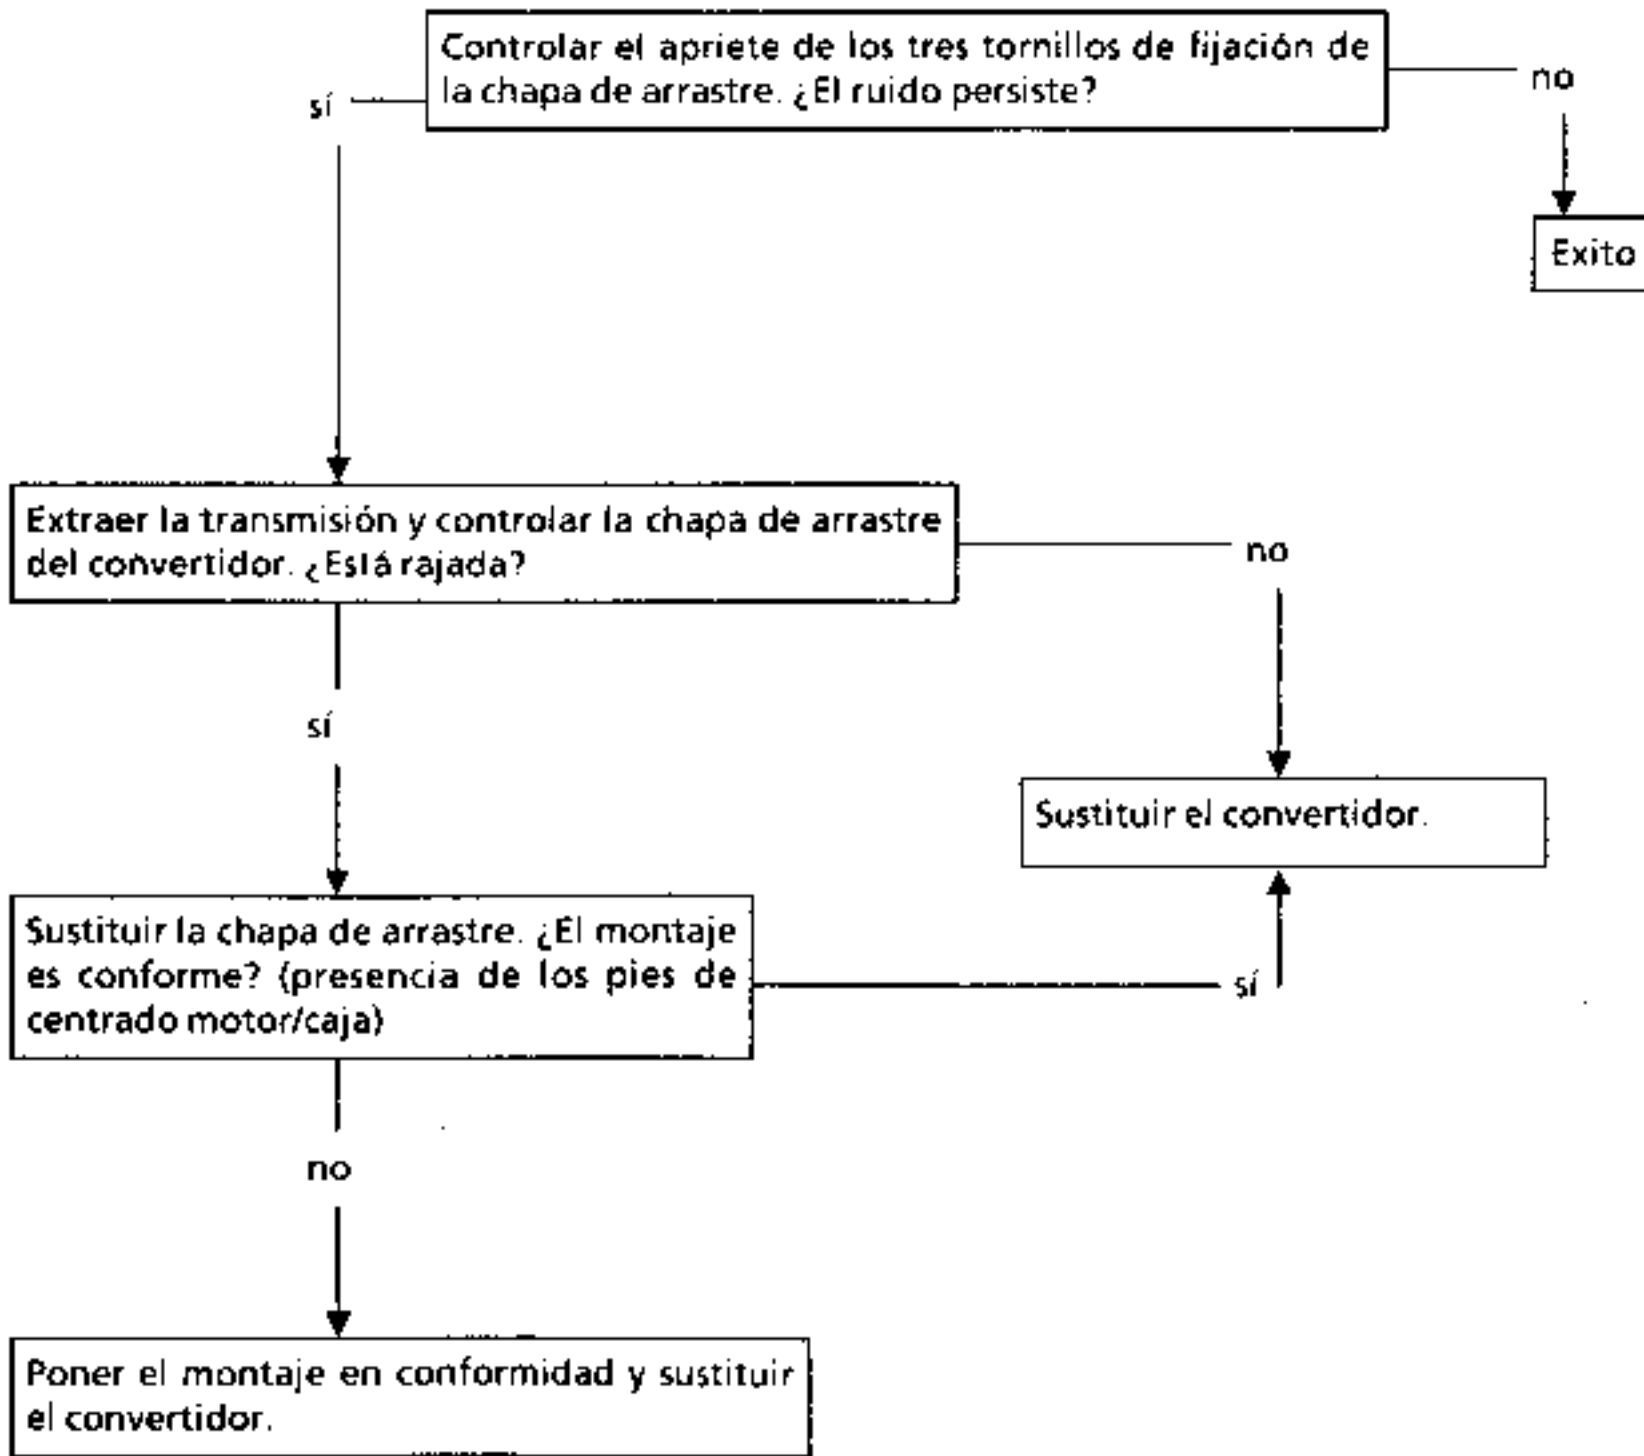 Controlar el apriete de los tres tornillos de fijación de
la chapa de arrastre. ¿El ruido persiste?
sí
no
Exito
Extraer la transmisión y controlar la chapa de arrastre
del convertidor. ¿Está rajada?
no
sí
Sustituir el convertidor.
Sustituir la chapa de arrastre. ¿El montaje
es conforme? (presencia de los pies de
centrado motor/caja)
sí
no
Poner el montaje en conformidad y sustituir
el convertidor.